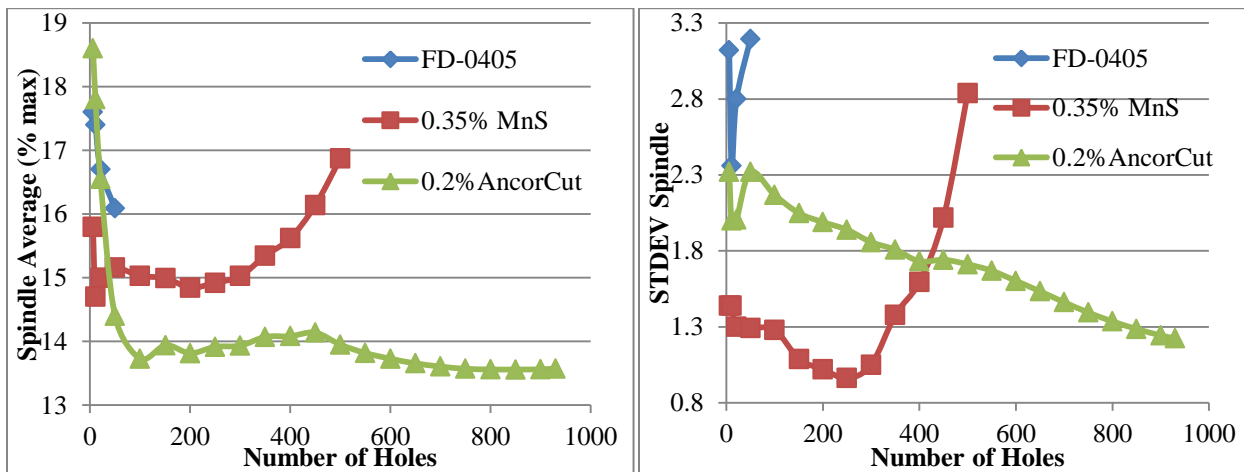 19
18
17
16
15
14
13
Spindle Average (% max)
FD-0405
0.35% MnS
0.2%AncorCut
0 200 400 600 800 1000
Number of Holes
3.3
2.8
2.3
1.8
1.3
0.8
STDEV Spindle
FD-0405
0.35% MnS
0.2%AncorCut
0 200 400 600 800 1000
Number of Holes